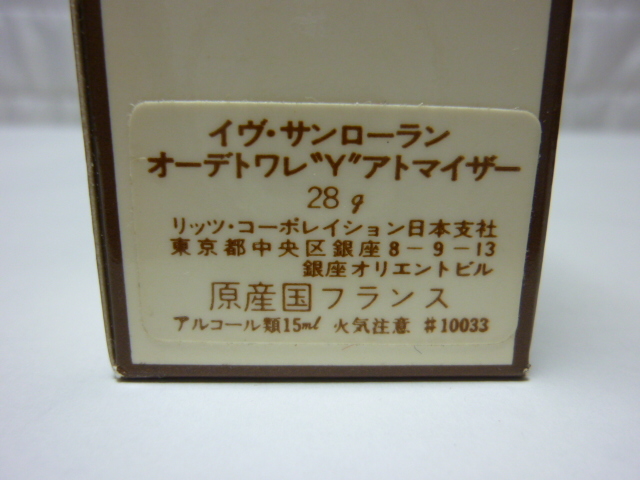 イヴ・サンローラン
オーデトワレ〝Y〟アトマイザー
28g
リッツ・コーポレイション日本支社
東京都中央区銀座8-9-13
銀座オリエントビル
原産国フランス
アルコール類15ml 火気注意 #10033